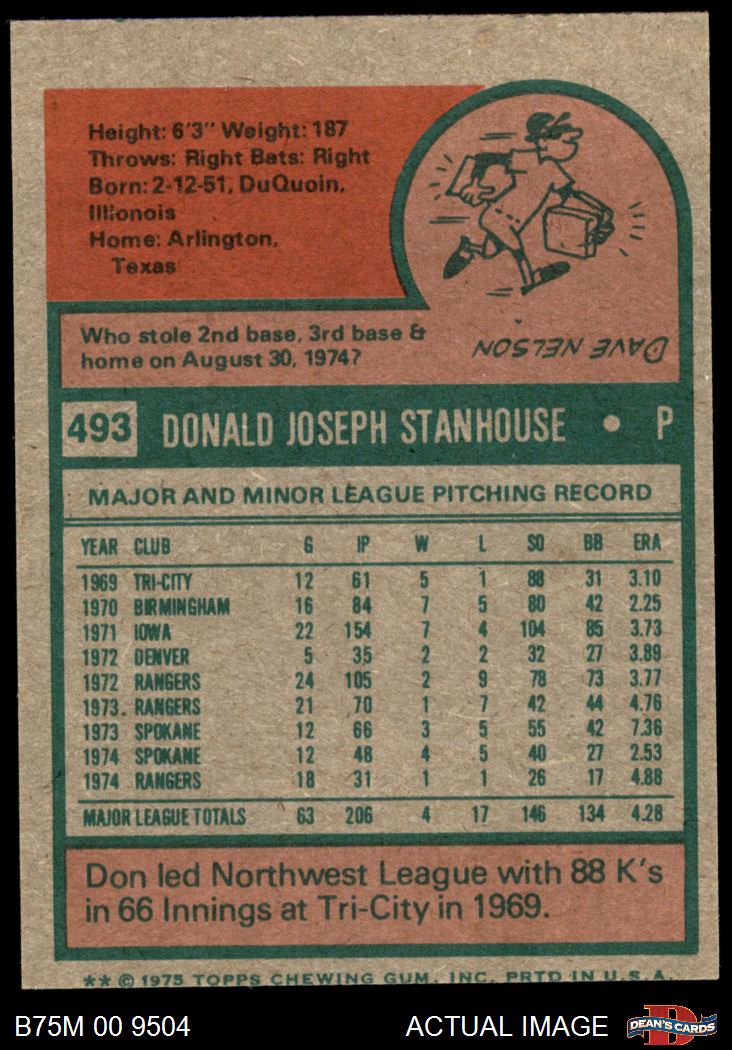 Height: 6'3" Weight: 187
Throws: Right Bats: Right
Born: 2-12-51, DuQuoin,
Illionois
Home: Arlington,
Texas
Who stole 2nd base, 3rd base &
home on August 30, 1974?
DAVE NELSON
493 DONALD JOSEPH STANHOUSE • P
MAJOR AND MINOR LEAGUE PITCHING RECORD
YEAR CLUB G IP W L SO BB ERA
1969 TRI-CITY 12 61 5 1 88 31 3.10
1970 BIRMINGHAM 16 84 7 5 80 42 2.25
1971 IOWA 22 154 7 4 104 85 3.73
1972 DENVER 5 35 2 2 32 27 3.89
1972 RANGERS 24 105 2 9 78 73 3.77
1973. RANGERS 21 70 1 7 42 44 4.76
1973 SPOKANE 12 66 3 5 55 42 7.36
1974 SPOKANE 12 48 4 5 40 27 2.53
1974 RANGERS 18 31 1 1 26 17 4.88
MAJOR LEAGUE TOTALS 63 206 4 17 146 134 4.28
Don led Northwest League with 88 K's
in 66 Innings at Tri-City in 1969.
** © 1975 TOPPS CHEWING GUM, INC. PRTD IN U.S.A.
B75M 00 9504 ACTUAL IMAGE D DEAN'S CARDS